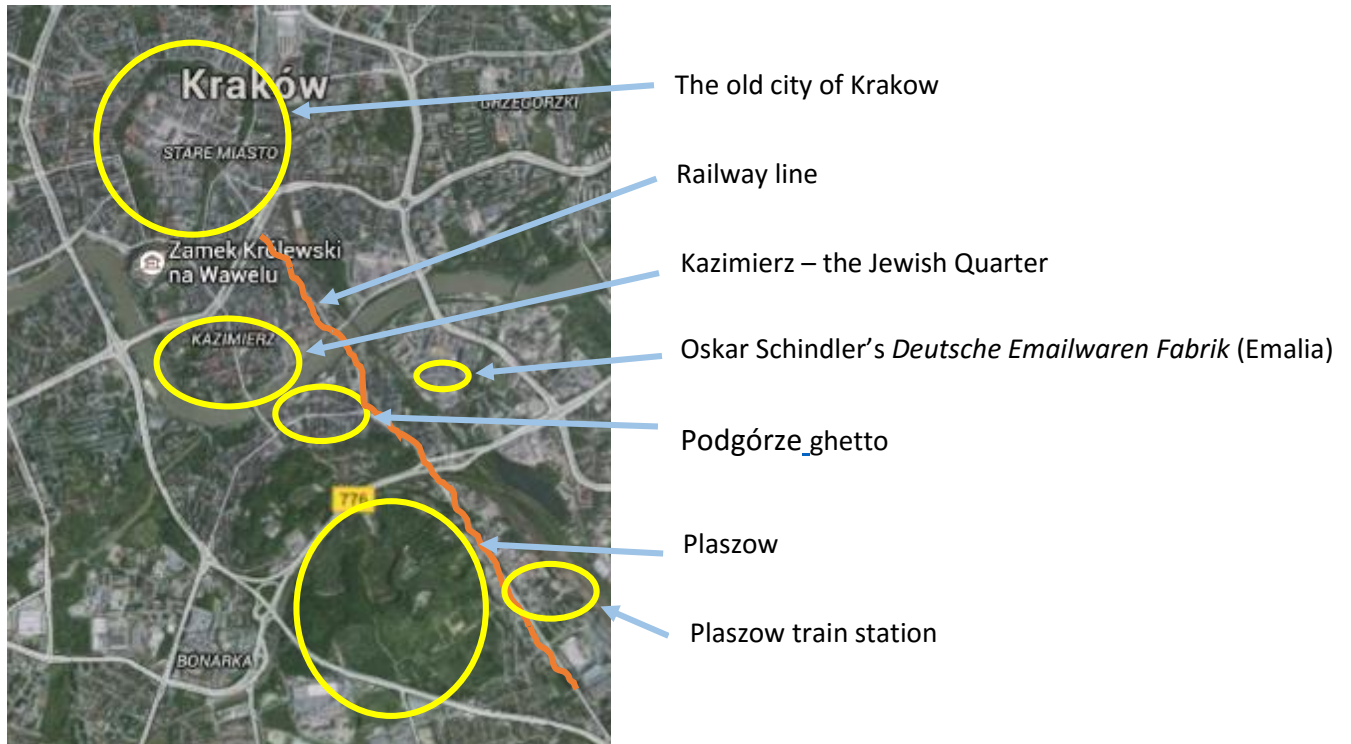 Kraków
GRZEGÓRZKI
STARE MIASTO
Zamek Królewski
na Wawelu
KAZIMIERZ
776
BONARKA
The old city of Krakow
Railway line
Kazimierz – the Jewish Quarter
Oskar Schindler’s Deutsche Emailwaren Fabrik (Emalia)
Podgórze ghetto
Plaszow
Plaszow train station